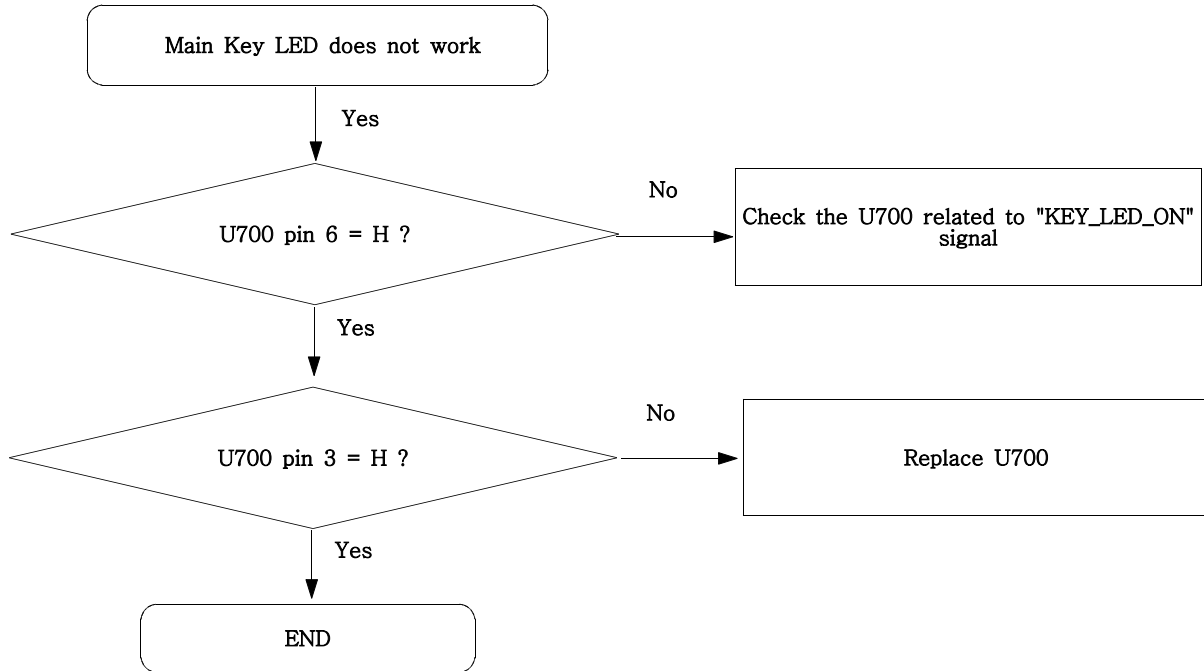 Main Key LED does not work
Yes
U700 pin 6 = H ?
No
Check the U700 related to "KEY_LED_ON"
signal
Yes
U700 pin 3 = H ?
No
Replace U700
Yes
END